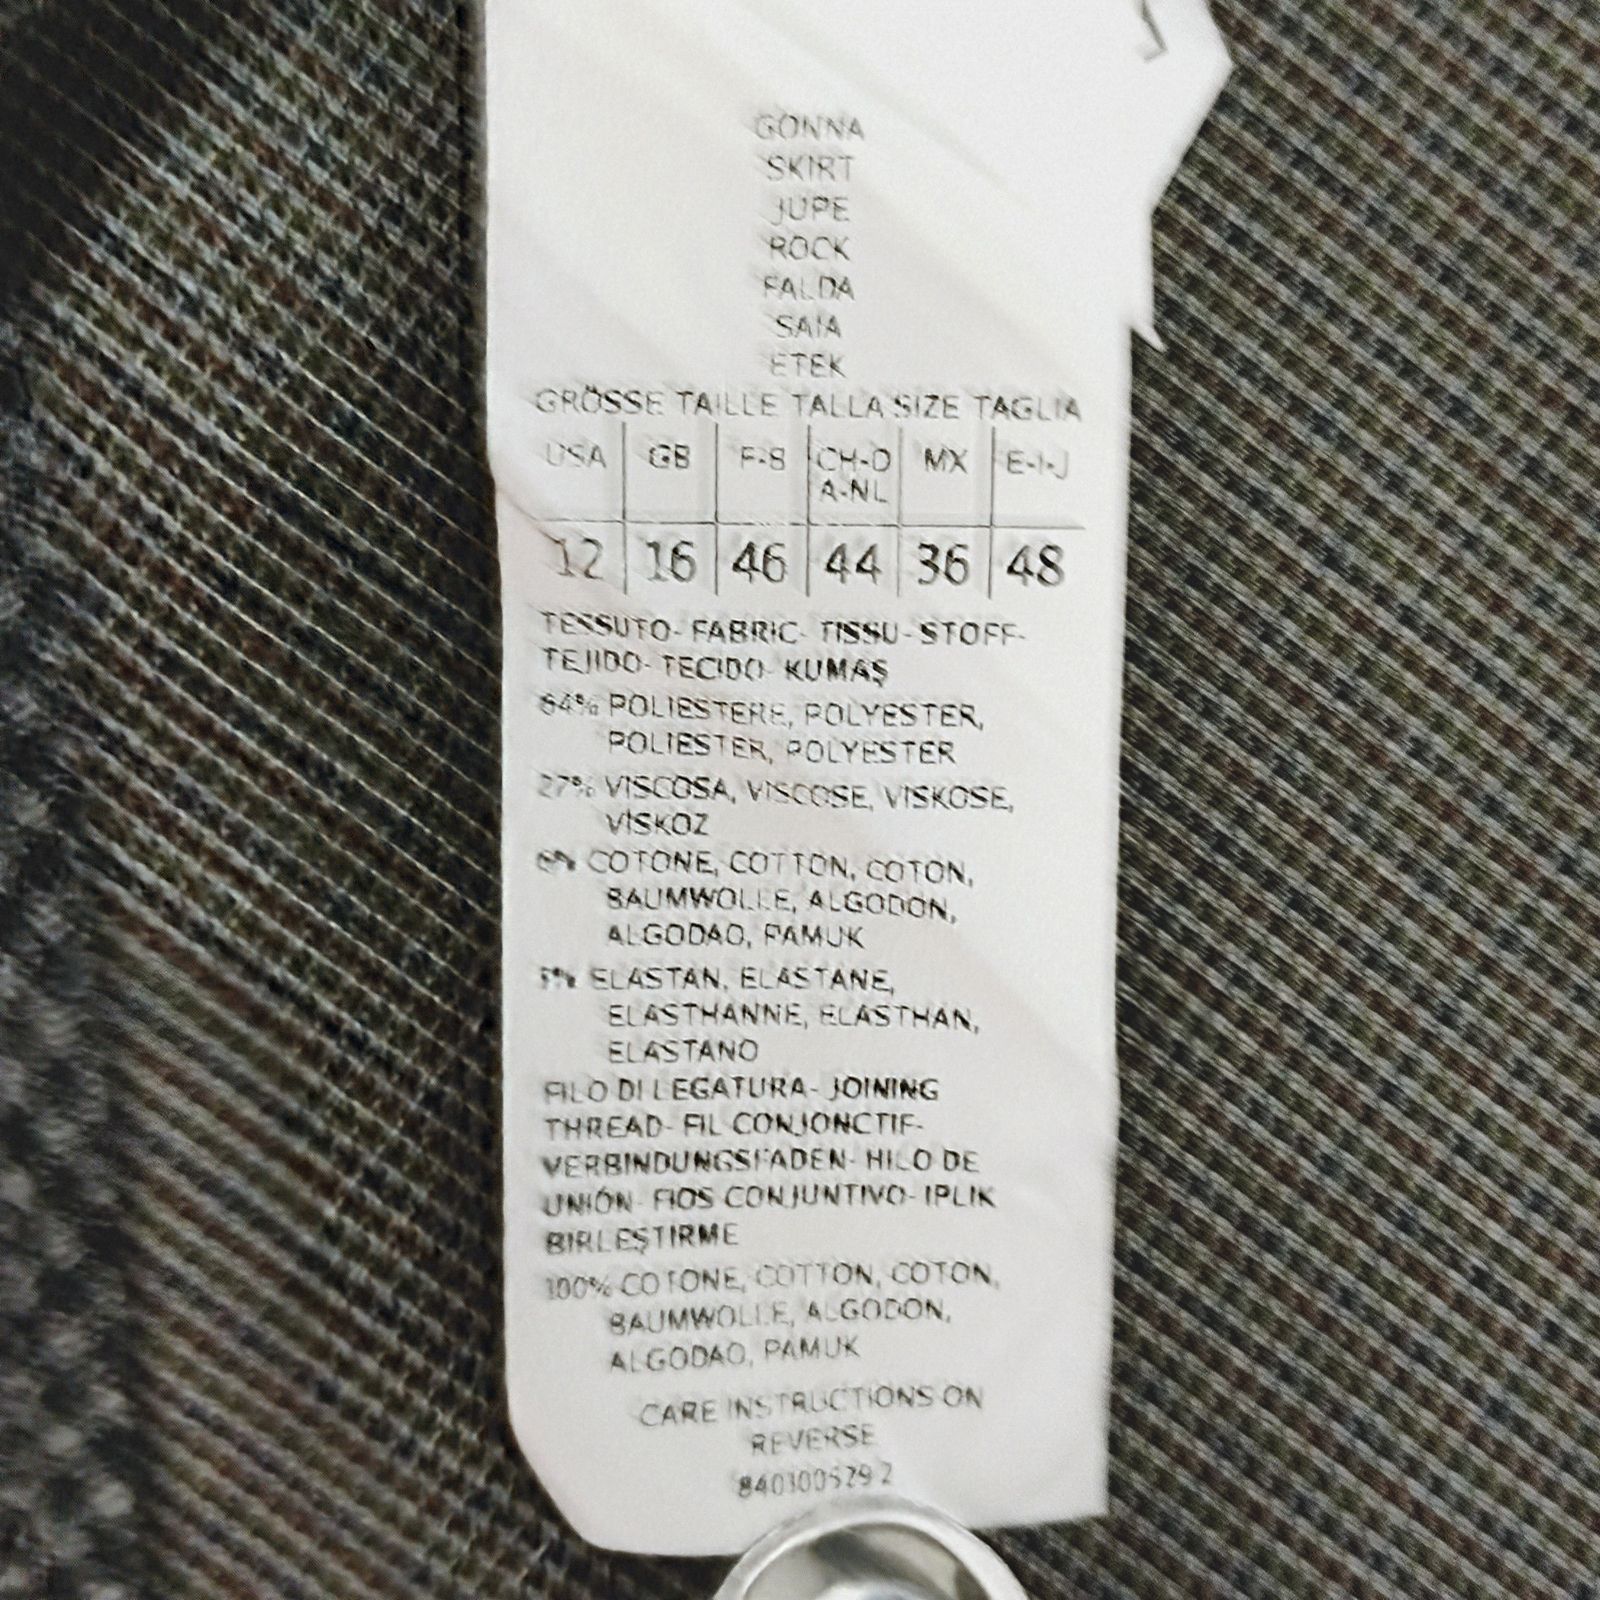 GONNA
SKIRT
JUPE
ROCK
FALDA
SAIA
ETEK
GRÖSSE TAILLE TALLA SIZE TAGLIA
USA GB F-B CH-D MX E-I-J
A-NL
12 16 46 44 36 48
TESSUTO- FABRIC- TISSU- STOFF-
TEJIDO- TECIDO- KUMAŞ
64% POLIESTERE, POLYESTER,
POLIESTER, POLYESTER
27% VISCOSA, VISCOSE, VISKOSE,
VISKOZ
COTONE, COTTON, COTON,
BAUMWOLLE, ALGODON,
ALGODAO, PAMUK
ELASTAN, ELASTANE,
ELASTHANNE, ELASTHAN,
ELASTANO
FILO DI LEGATURA- JOINING
THREAD- FIL CONJONCTIF-
VERBINDUNGSFADEN- HILO DE
UNIÓN- FIOS CONJUNTIVO- IPLIK
BIRLEŞTIRME
100% COTONE, COTTON, COTON,
BAUMWOLLE, ALGODON,
ALGODAO, PAMUK
CARE INSTRUCTIONS ON
REVERSE